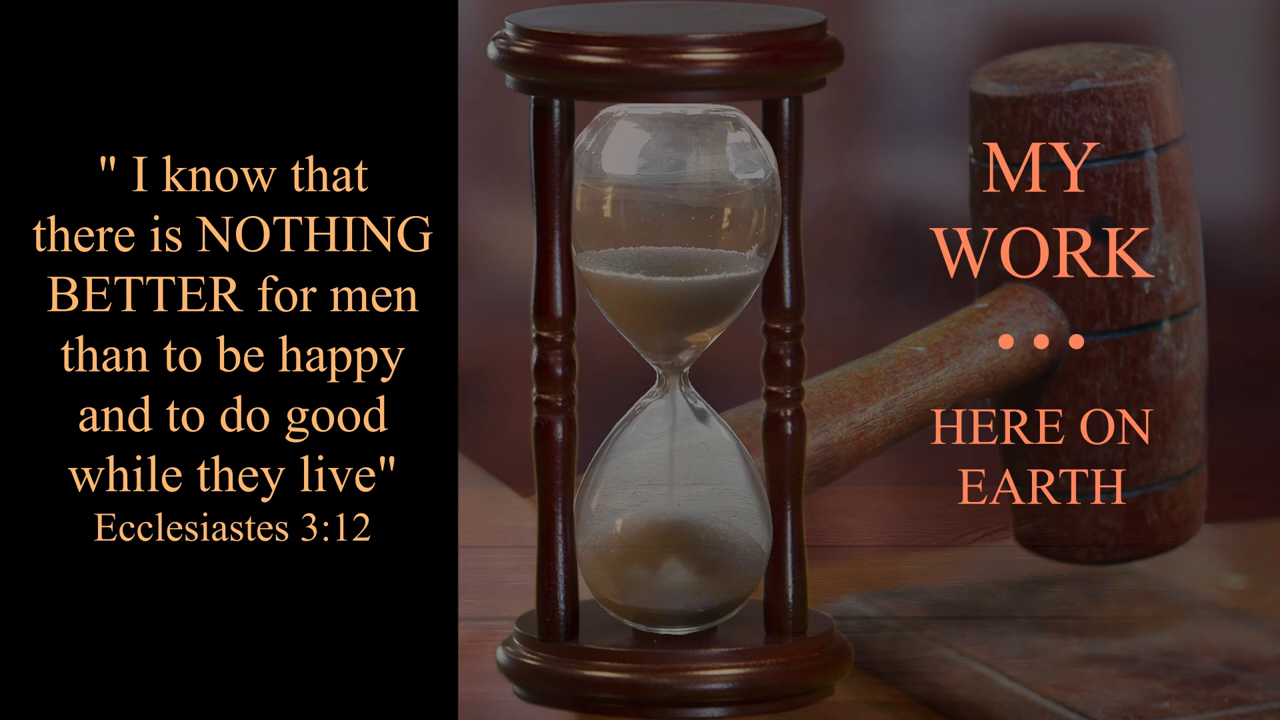 " I know that
there is NOTHING
BETTER for men
than to be happy
and to do good
while they live"
Ecclesiastes 3:12
MY
WORK
• • •
HERE ON
EARTH